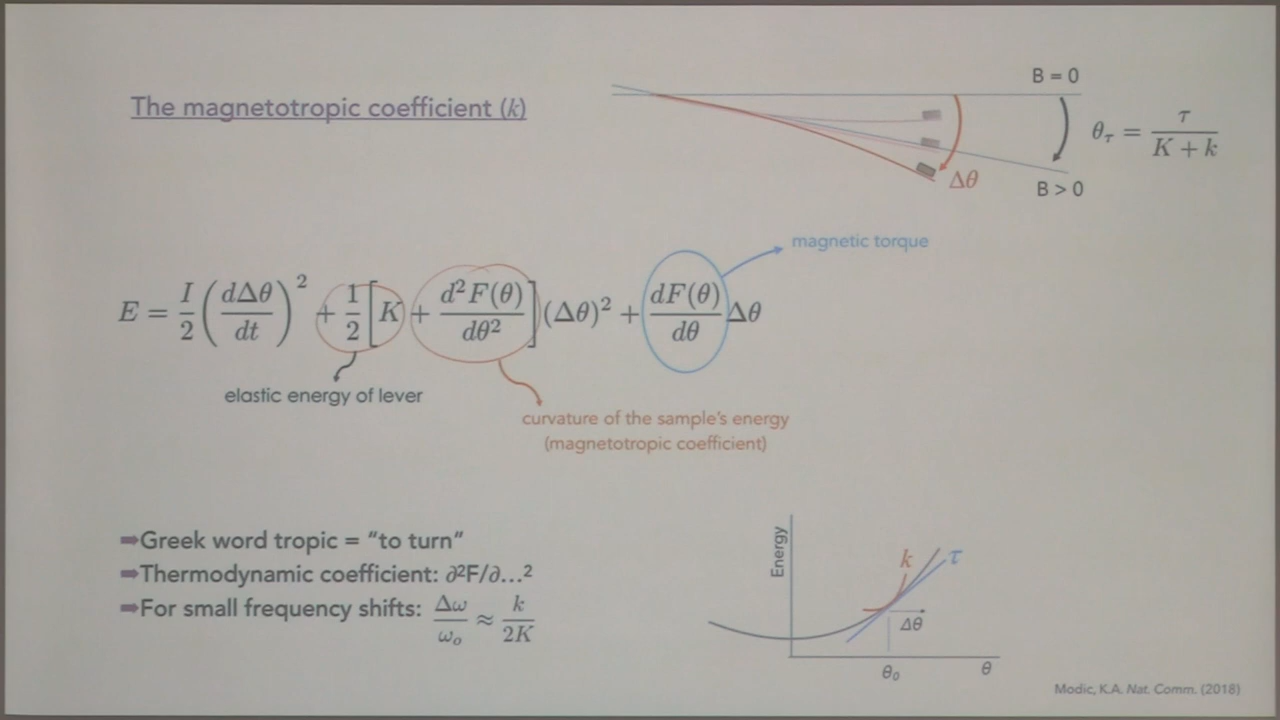 The magnetotropic coefficient (k)
B = 0
θ_τ = τ / (K + k)
Δθ
B > 0
magnetic torque
E = I/2 (dΔθ/dt)² + 1/2 [K + d²F(θ)/dθ²] (Δθ)² + dF(θ)/dθ Δθ
elastic energy of lever
curvature of the sample's energy
(magnetotropic coefficient)
➡Greek word tropic = "to turn"
➡Thermodynamic coefficient: ∂²F/∂...²
➡For small frequency shifts: Δω/ω₀ ≈ k/2K
Energy
k
τ
Δθ
θ₀
θ
Modic, K.A. Nat. Comm. (2018)